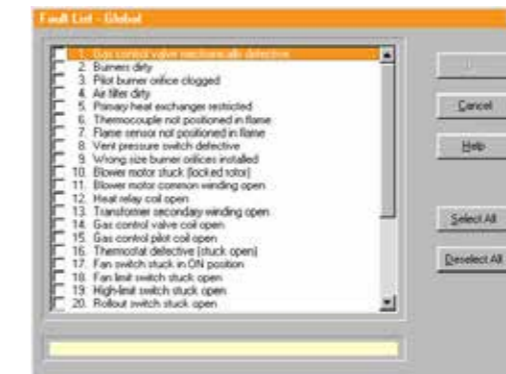 Fault List - Global
1. Gas control valve mechanically defective
2. Burners dirty
3. Pilot burner orifice clogged
4. Air filter dirty
5. Primary heat exchanger restricted
6. Thermocouple not positioned in flame
7. Flame sensor not positioned in flame
8. Vent pressure switch defective
9. Wrong size burner orifices installed
10. Blower motor stuck [locked rotor]
11. Blower motor common winding open
12. Heat relay coil open
13. Transformer secondary winding open
14. Gas control valve coil open
15. Gas control pilot coil open
16. Thermostat defective [stuck open]
17. Fan switch stuck in ON position
18. Fan limit switch stuck open
19. High-limit switch stuck open
20. Rollout switch stuck open
Cancel
Help
Select All
Deselect All